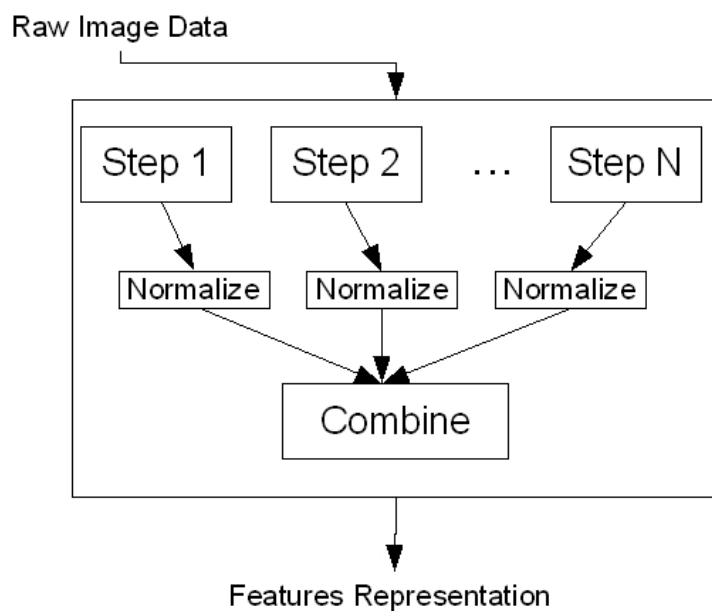 Raw Image Data
Step 1 Step 2 ... Step N
Normalize Normalize Normalize
Combine
Features Representation